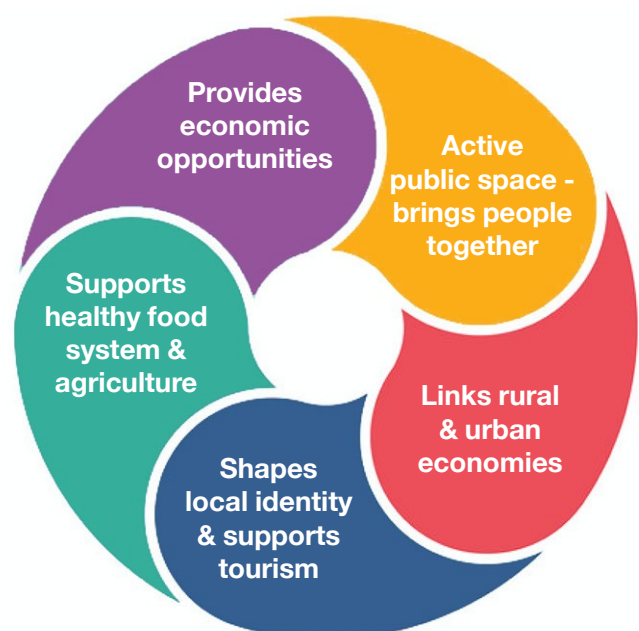 Provides
economic
opportunities
Active
public space -
brings people
together
Links rural
& urban
economies
Shapes
local identity
& supports
tourism
Supports
healthy food
system &
agriculture